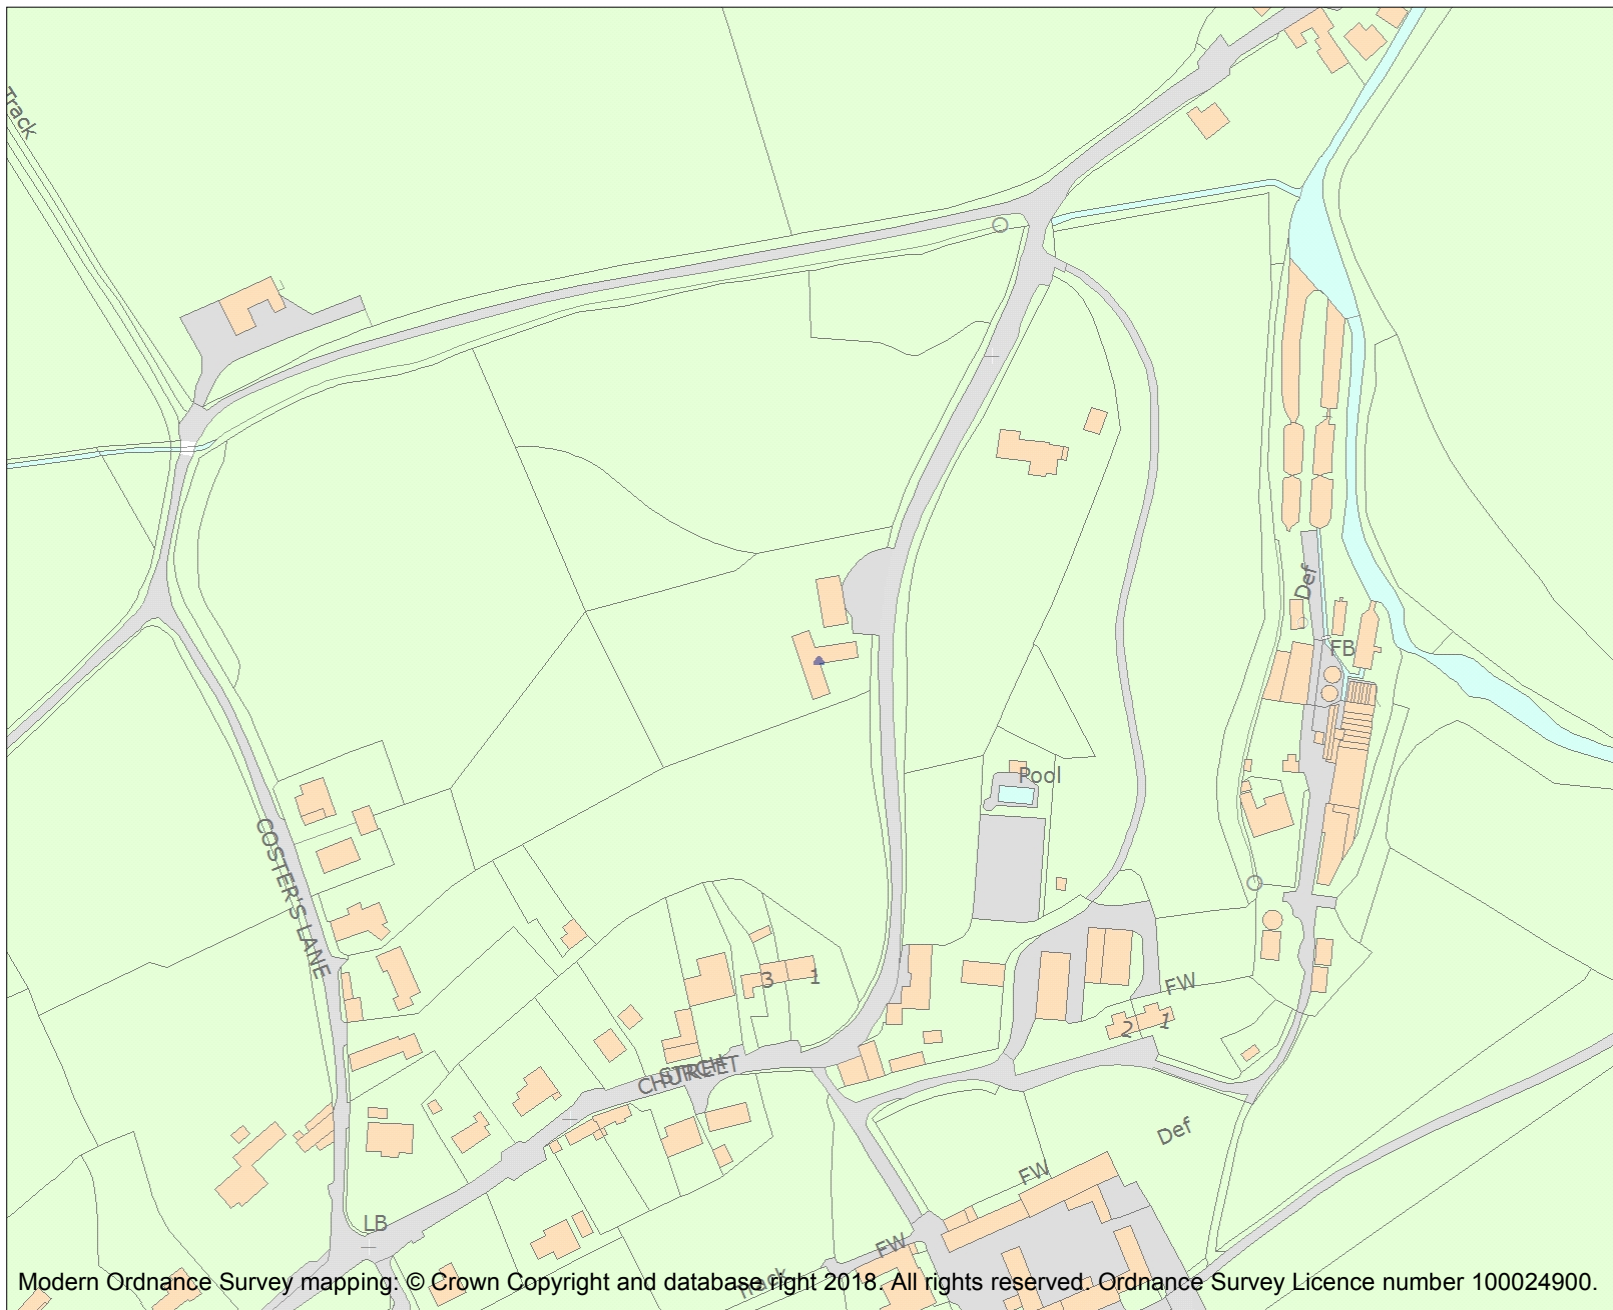 Track
Def
FB
Pool
COSTER'S LANE
3
1
FW
2
1
CHURCH
STREET
Def
FW
LB
FW
Track
Modern Ordnance Survey mapping: © Crown Copyright and database right 2018. All rights reserved. Ordnance Survey Licence number 100024900.